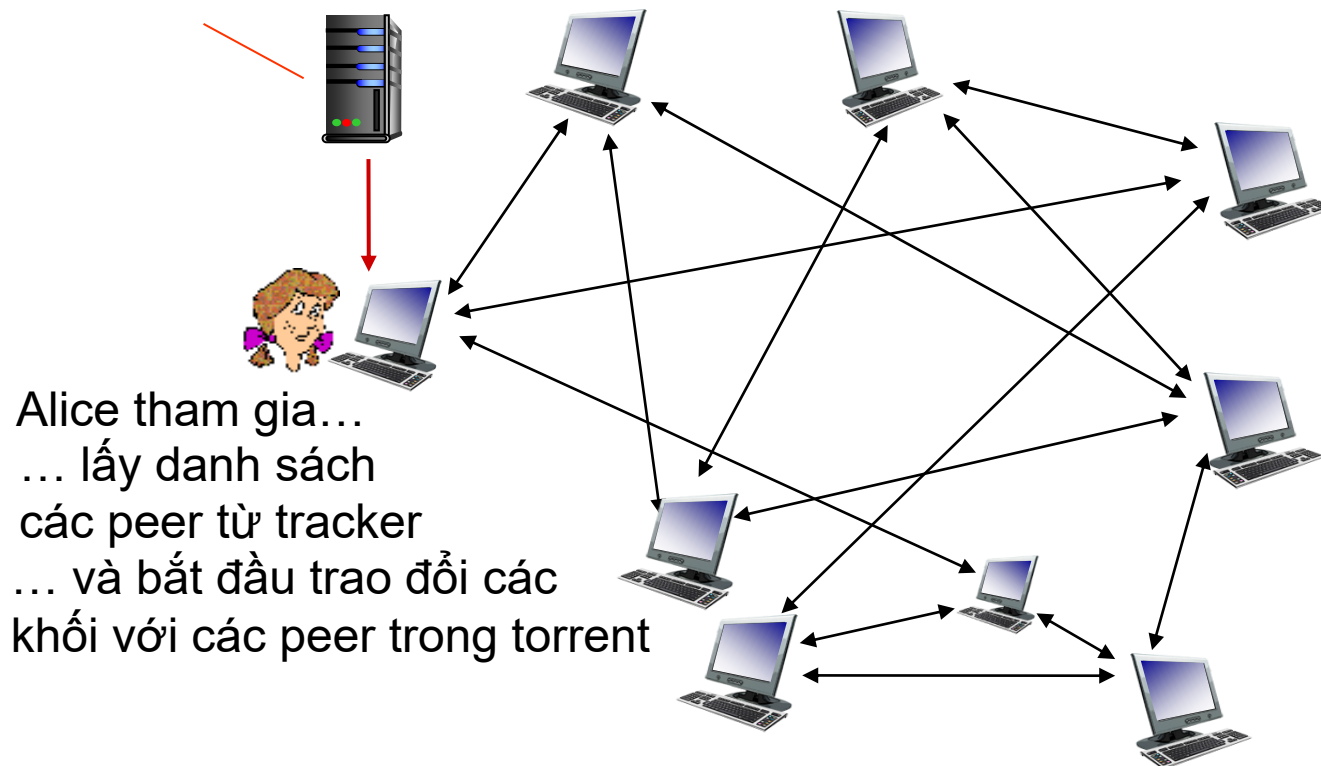 Alice tham gia…
… lấy danh sách
các peer từ tracker
… và bắt đầu trao đổi các
khối với các peer trong torrent